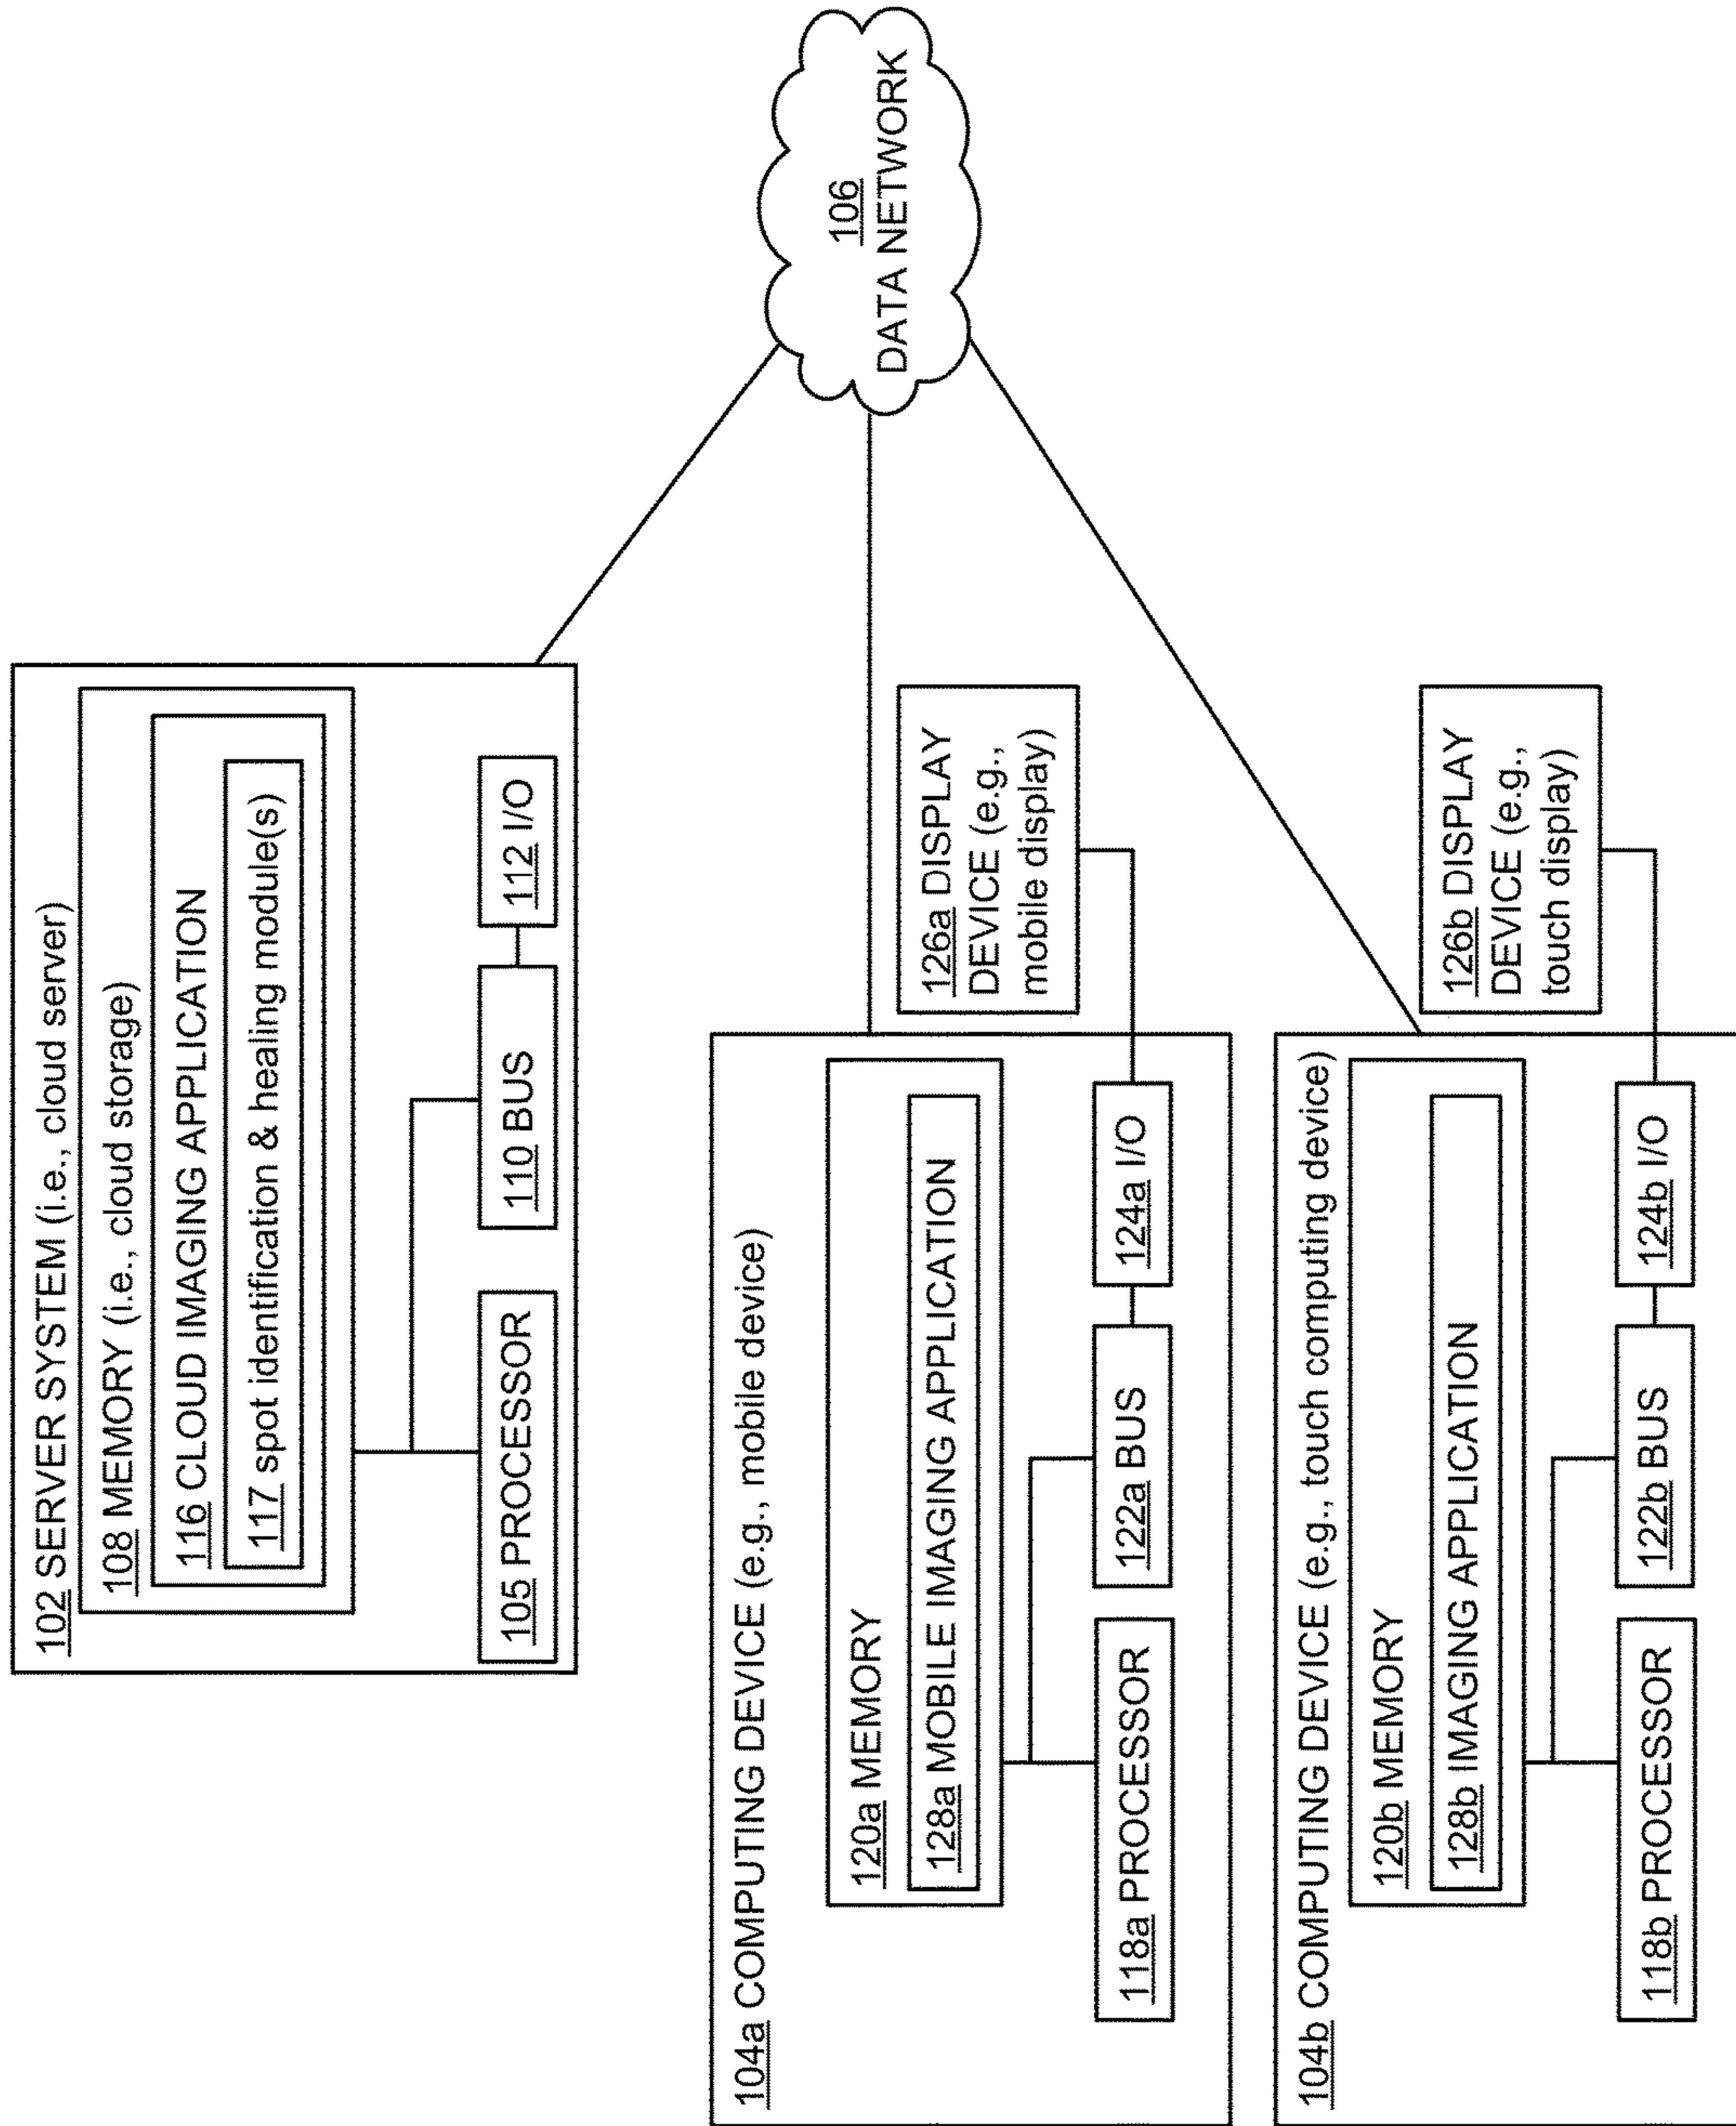 102 SERVER SYSTEM (i.e., cloud server)
108 MEMORY (i.e., cloud storage)
116 CLOUD IMAGING APPLICATION
117 spot identification & healing module(s)
105 PROCESSOR
110 BUS
112 I/O
106
DATA NETWORK
104a COMPUTING DEVICE (e.g., mobile device)
120a MEMORY
128a MOBILE IMAGING APPLICATION
118a PROCESSOR
122a BUS
124a I/O
126a DISPLAY
DEVICE (e.g.,
mobile display)
104b COMPUTING DEVICE (e.g., touch computing device)
120b MEMORY
128b IMAGING APPLICATION
118b PROCESSOR
122b BUS
124b I/O
126b DISPLAY
DEVICE (e.g.,
touch display)